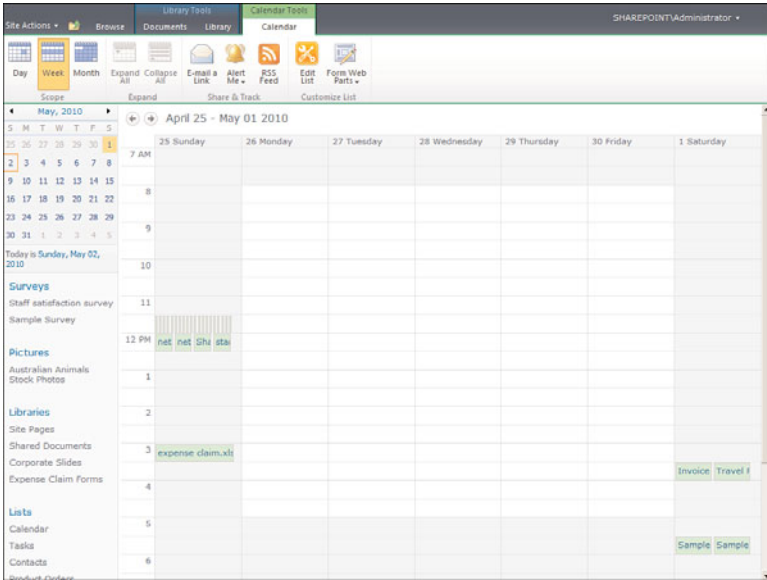 Library Tools
Calendar Tools
Site Actions
Browse
Documents
Library
Calendar
SHAREPOINT\Administrator
Day
Week
Month
Expand All
Collapse All
E-mail a Link
Alert Me
RSS Feed
Edit List
Form Web Parts
Scope
Expand
Share & Track
Customize List
May, 2010
April 25 - May 01 2010
S M T W T F S
25 26 27 28 29 30 1
2 3 4 5 6 7 8
9 10 11 12 13 14 15
16 17 18 19 20 21 22
23 24 25 26 27 28 29
30 31 1 2 3 4 5
Today is Sunday, May 02,
2010
Surveys
Staff satisfaction survey
Sample Survey
Pictures
Australian Animals
Stock Photos
Libraries
Site Pages
Shared Documents
Corporate Slides
Expense Claim Forms
Lists
Calendar
Tasks
Contacts
Product Orders
25 Sunday
26 Monday
27 Tuesday
28 Wednesday
29 Thursday
30 Friday
1 Saturday
7 AM
8
9
10
11
12 PM
net net Sha sta
1
2
3
expense claim.xls
Invoice Travel
4
5
Sample Sample
6